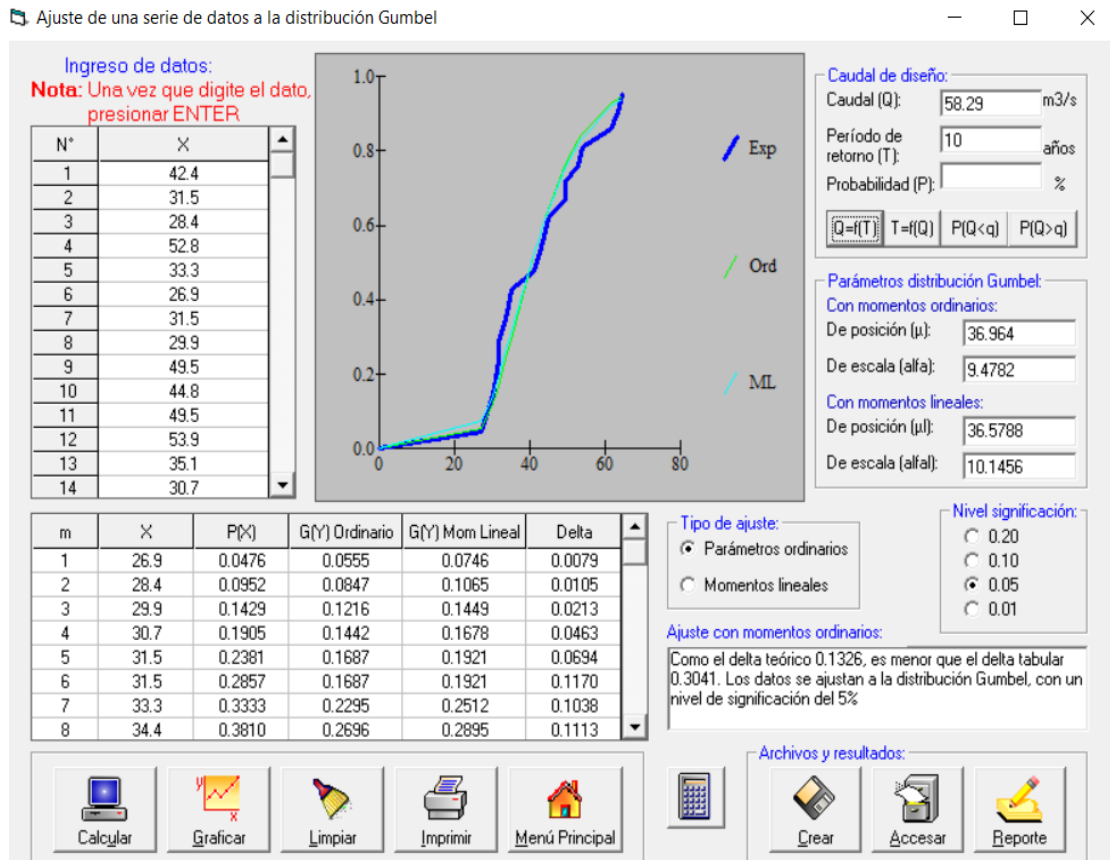 Ajuste de una serie de datos a la distribución Gumbel
Ingreso de datos:
Nota: Una vez que digite el dato,
presionar ENTER
N° X
1 42.4
2 31.5
3 28.4
4 52.8
5 33.3
6 26.9
7 31.5
8 29.9
9 49.5
10 44.8
11 49.5
12 53.9
13 35.1
14 30.7
1.0
0.8
0.6
0.4
0.2
0.0
0 20 40 60 80
Exp
Ord
ML
Caudal de diseño:
Caudal (Q): 58.29 m3/s
Período de
retorno (T): 10 años
Probabilidad (P): %
Q=f(T) T=f(Q) P(Q<q) P(Q>q)
Parámetros distribución Gumbel:
Con momentos ordinarios:
De posición (μ): 36.964
De escala (alfa): 9.4782
Con momentos lineales:
De posición (μl): 36.5788
De escala (alfal): 10.1456
m X P(X) G(Y) Ordinario G(Y) Mom Lineal Delta
1 26.9 0.0476 0.0555 0.0746 0.0079
2 28.4 0.0952 0.0847 0.1065 0.0105
3 29.9 0.1429 0.1216 0.1449 0.0213
4 30.7 0.1905 0.1442 0.1678 0.0463
5 31.5 0.2381 0.1687 0.1921 0.0694
6 31.5 0.2857 0.1687 0.1921 0.1170
7 33.3 0.3333 0.2295 0.2512 0.1038
8 34.4 0.3810 0.2696 0.2895 0.1113
Tipo de ajuste:
Parámetros ordinarios
Momentos lineales
Nivel significación:
0.20
0.10
0.05
0.01
Ajuste con momentos ordinarios:
Como el delta teórico 0.1326, es menor que el delta tabular
0.3041. Los datos se ajustan a la distribución Gumbel, con un
nivel de significación del 5%
Calcular Graficar Limpiar Imprimir Menú Principal
Archivos y resultados:
Crear Accesar Reporte